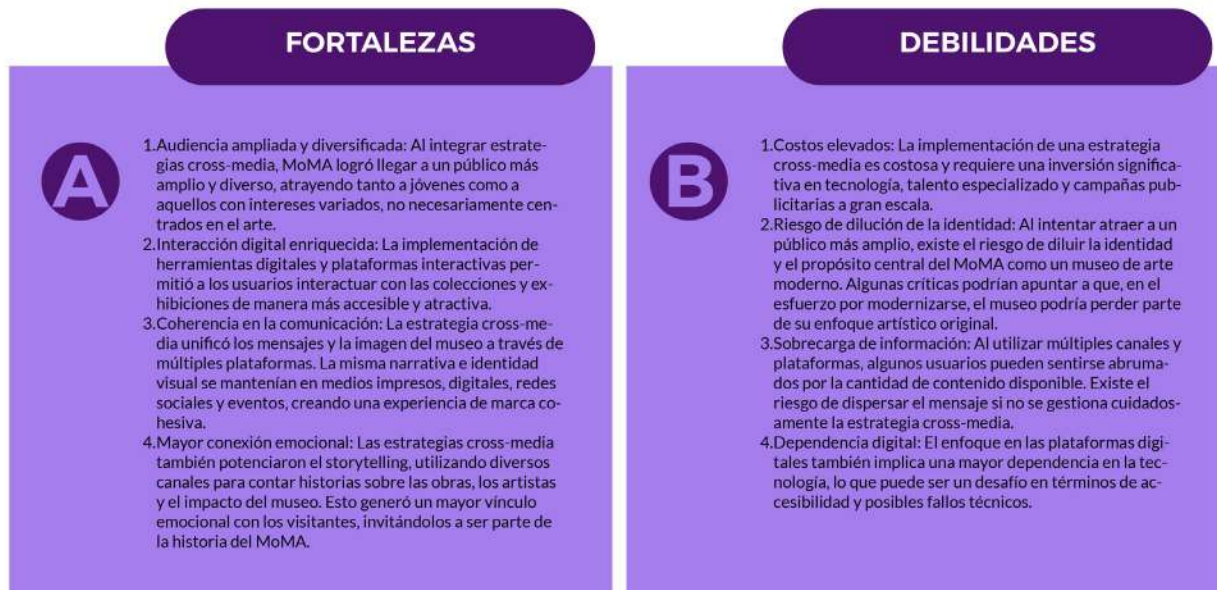 FORTALEZAS
A
1.Audiencia ampliada y diversificada: Al integrar estrate-
gias cross-media, MoMA logró llegar a un público más
amplio y diverso, atrayendo tanto a jóvenes como a
aquellos con intereses variados, no necesariamente cen-
trados en el arte.
2.Interacción digital enriquecida: La implementación de
herramientas digitales y plataformas interactivas per-
mitió a los usuarios interactuar con las colecciones y ex-
hibiciones de manera más accesible y atractiva.
3.Coherencia en la comunicación: La estrategia cross-me-
dia unificó los mensajes y la imagen del museo a través de
múltiples plataformas. La misma narrativa e identidad
visual se mantenían en medios impresos, digitales, redes
sociales y eventos, creando una experiencia de marca co-
hesiva.
4.Mayor conexión emocional: Las estrategias cross-media
también potenciaron el storytelling, utilizando diversos
canales para contar historias sobre las obras, los artistas
y el impacto del museo. Esto generó un mayor vínculo
emocional con los visitantes, invitándolos a ser parte de
la historia del MoMA.
DEBILIDADES
B
1.Costos elevados: La implementación de una estrategia
cross-media es costosa y requiere una inversión significa-
tiva en tecnología, talento especializado y campañas pub-
licitarias a gran escala.
2.Riesgo de dilución de la identidad: Al intentar atraer a un
público más amplio, existe el riesgo de diluir la identidad
y el propósito central del MoMA como un museo de arte
moderno. Algunas críticas podrían apuntar a que, en el
esfuerzo por modernizarse, el museo podría perder parte
de su enfoque artístico original.
3.Sobrecarga de información: Al utilizar múltiples canales y
plataformas, algunos usuarios pueden sentirse abruma-
dos por la cantidad de contenido disponible. Existe el
riesgo de dispersar el mensaje si no se gestiona cuidados-
amente la estrategia cross-media.
4.Dependencia digital: El enfoque en las plataformas digi-
tales también implica una mayor dependencia en la tec-
nología, lo que puede ser un desafío en términos de ac-
cesibilidad y posibles fallos técnicos.